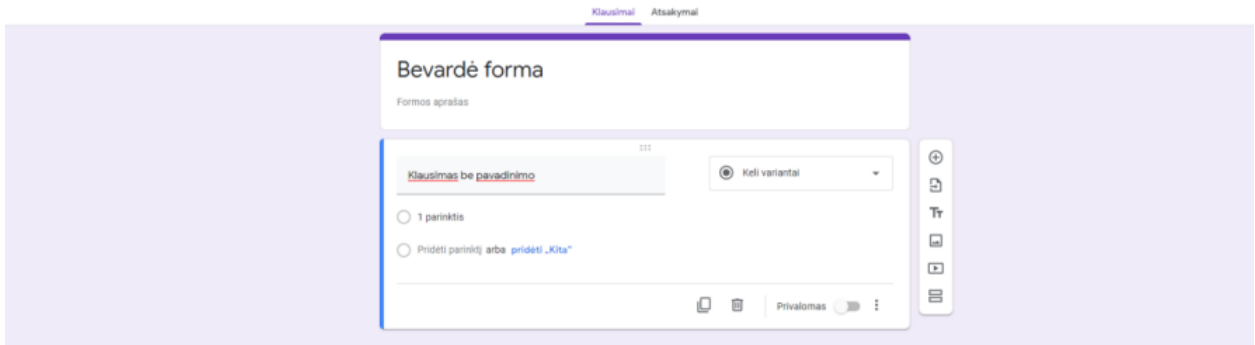 Klausimai Atsakymai
Bevardė forma
Formos aprašas
Klausimas be pavadinimo
Keli variantai
1 parinktis
Pridėti parinktį arba pridėti „Kita“
Privalomas
Tт